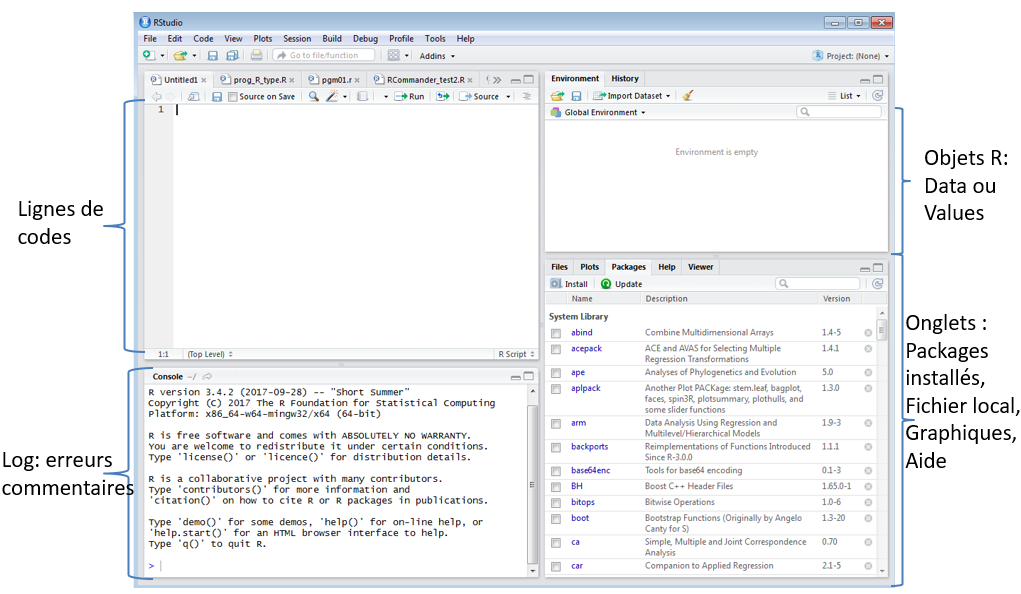 RStudio
File Edit Code View Plots Session Build Debug Profile Tools Help
Go to file/function Addins Project: (None)
Untitled1 prog_R_type.R pgm01.r RCommander_test2.R
Source on Save Run Source
1
1:1 (Top Level) R Script
Lignes de
codes
Console ~/
R version 3.4.2 (2017-09-28) -- "Short Summer"
Copyright (C) 2017 The R Foundation for Statistical Computing
Platform: x86_64-w64-mingw32/x64 (64-bit)
R is free software and comes with ABSOLUTELY NO WARRANTY.
You are welcome to redistribute it under certain conditions.
Type 'license()' or 'licence()' for distribution details.
R is a collaborative project with many contributors.
Type 'contributors()' for more information and
'citation()' on how to cite R or R packages in publications.
Type 'demo()' for some demos, 'help()' for on-line help, or
'help.start()' for an HTML browser interface to help.
Type 'q()' to quit R.
>
Log: erreurs
commentaires
Environment History
Import Dataset List
Global Environment
Environment is empty
Objets R:
Data ou
Values
Files Plots Packages Help Viewer
Install Update
Name Description Version
System Library
abind Combine Multidimensional Arrays 1.4-5
acepack ACE and AVAS for Selecting Multiple 1.4.1
Regression Transformations
ape Analyses of Phylogenetics and Evolution 5.0
aplpack Another Plot PACKage: stem.leaf, bagplot, 1.3.0
faces, spin3R, plotsummary, plothulls, and
some slider functions
arm Data Analysis Using Regression and 1.9-3
Multilevel/Hierarchical Models
backports Reimplementations of Functions Introduced 1.1.1
Since R-3.0.0
base64enc Tools for base64 encoding 0.1-3
BH Boost C++ Header Files 1.65.0-1
bitops Bitwise Operations 1.0-6
boot Bootstrap Functions (Originally by Angelo 1.3-20
Canty for S)
ca Simple, Multiple and Joint Correspondence 0.70
Analysis
car Companion to Applied Regression 2.1-5
Onglets :
Packages
installés,
Fichier local,
Graphiques,
Aide